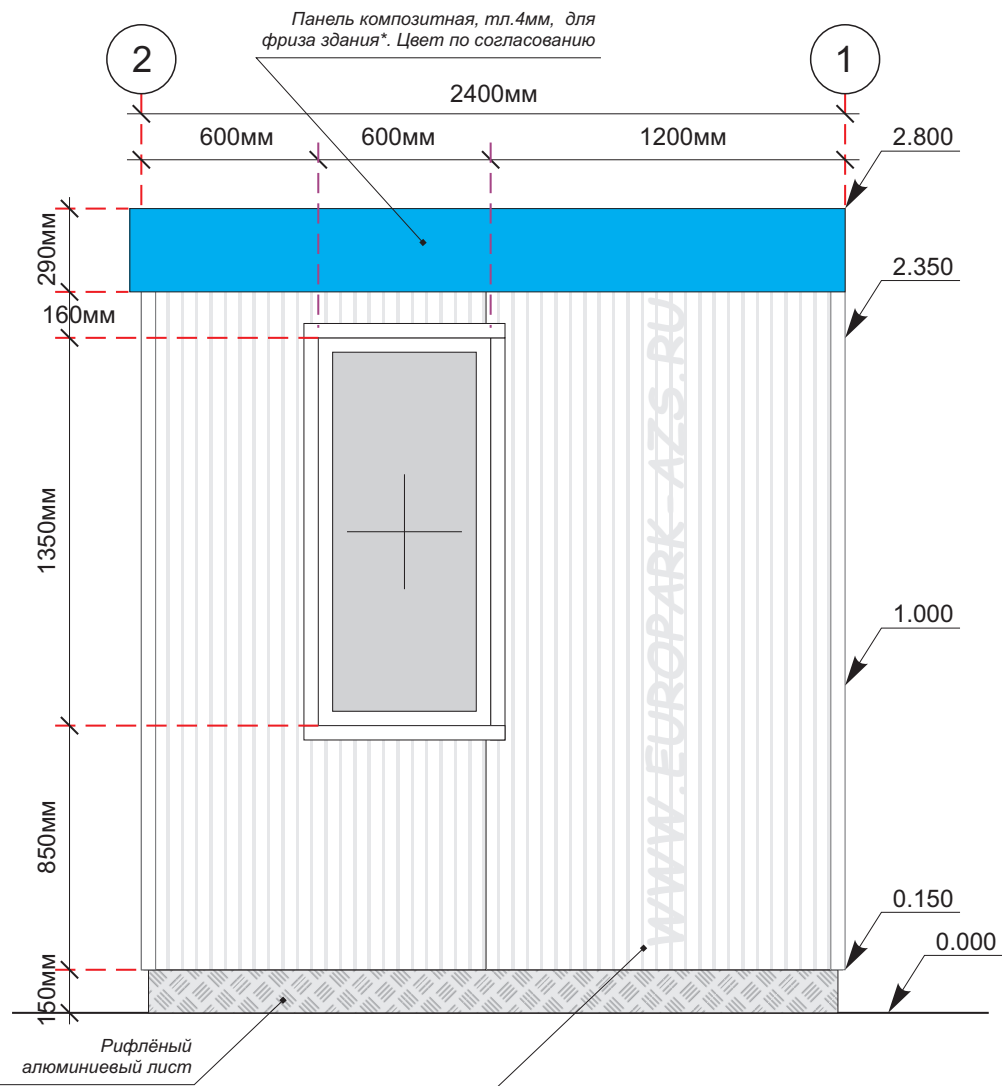 Панель композитная, тл.4мм, для
фриза здания*. Цвет по согласованию
2
1
2400мм
600мм
600мм
1200мм
2.800
290мм
2.350
160мм
1350мм
WWW.EUROPARK-AZS.RU
1.000
850мм
0.150
0.000
150мм
Рифлёный
алюминиевый лист